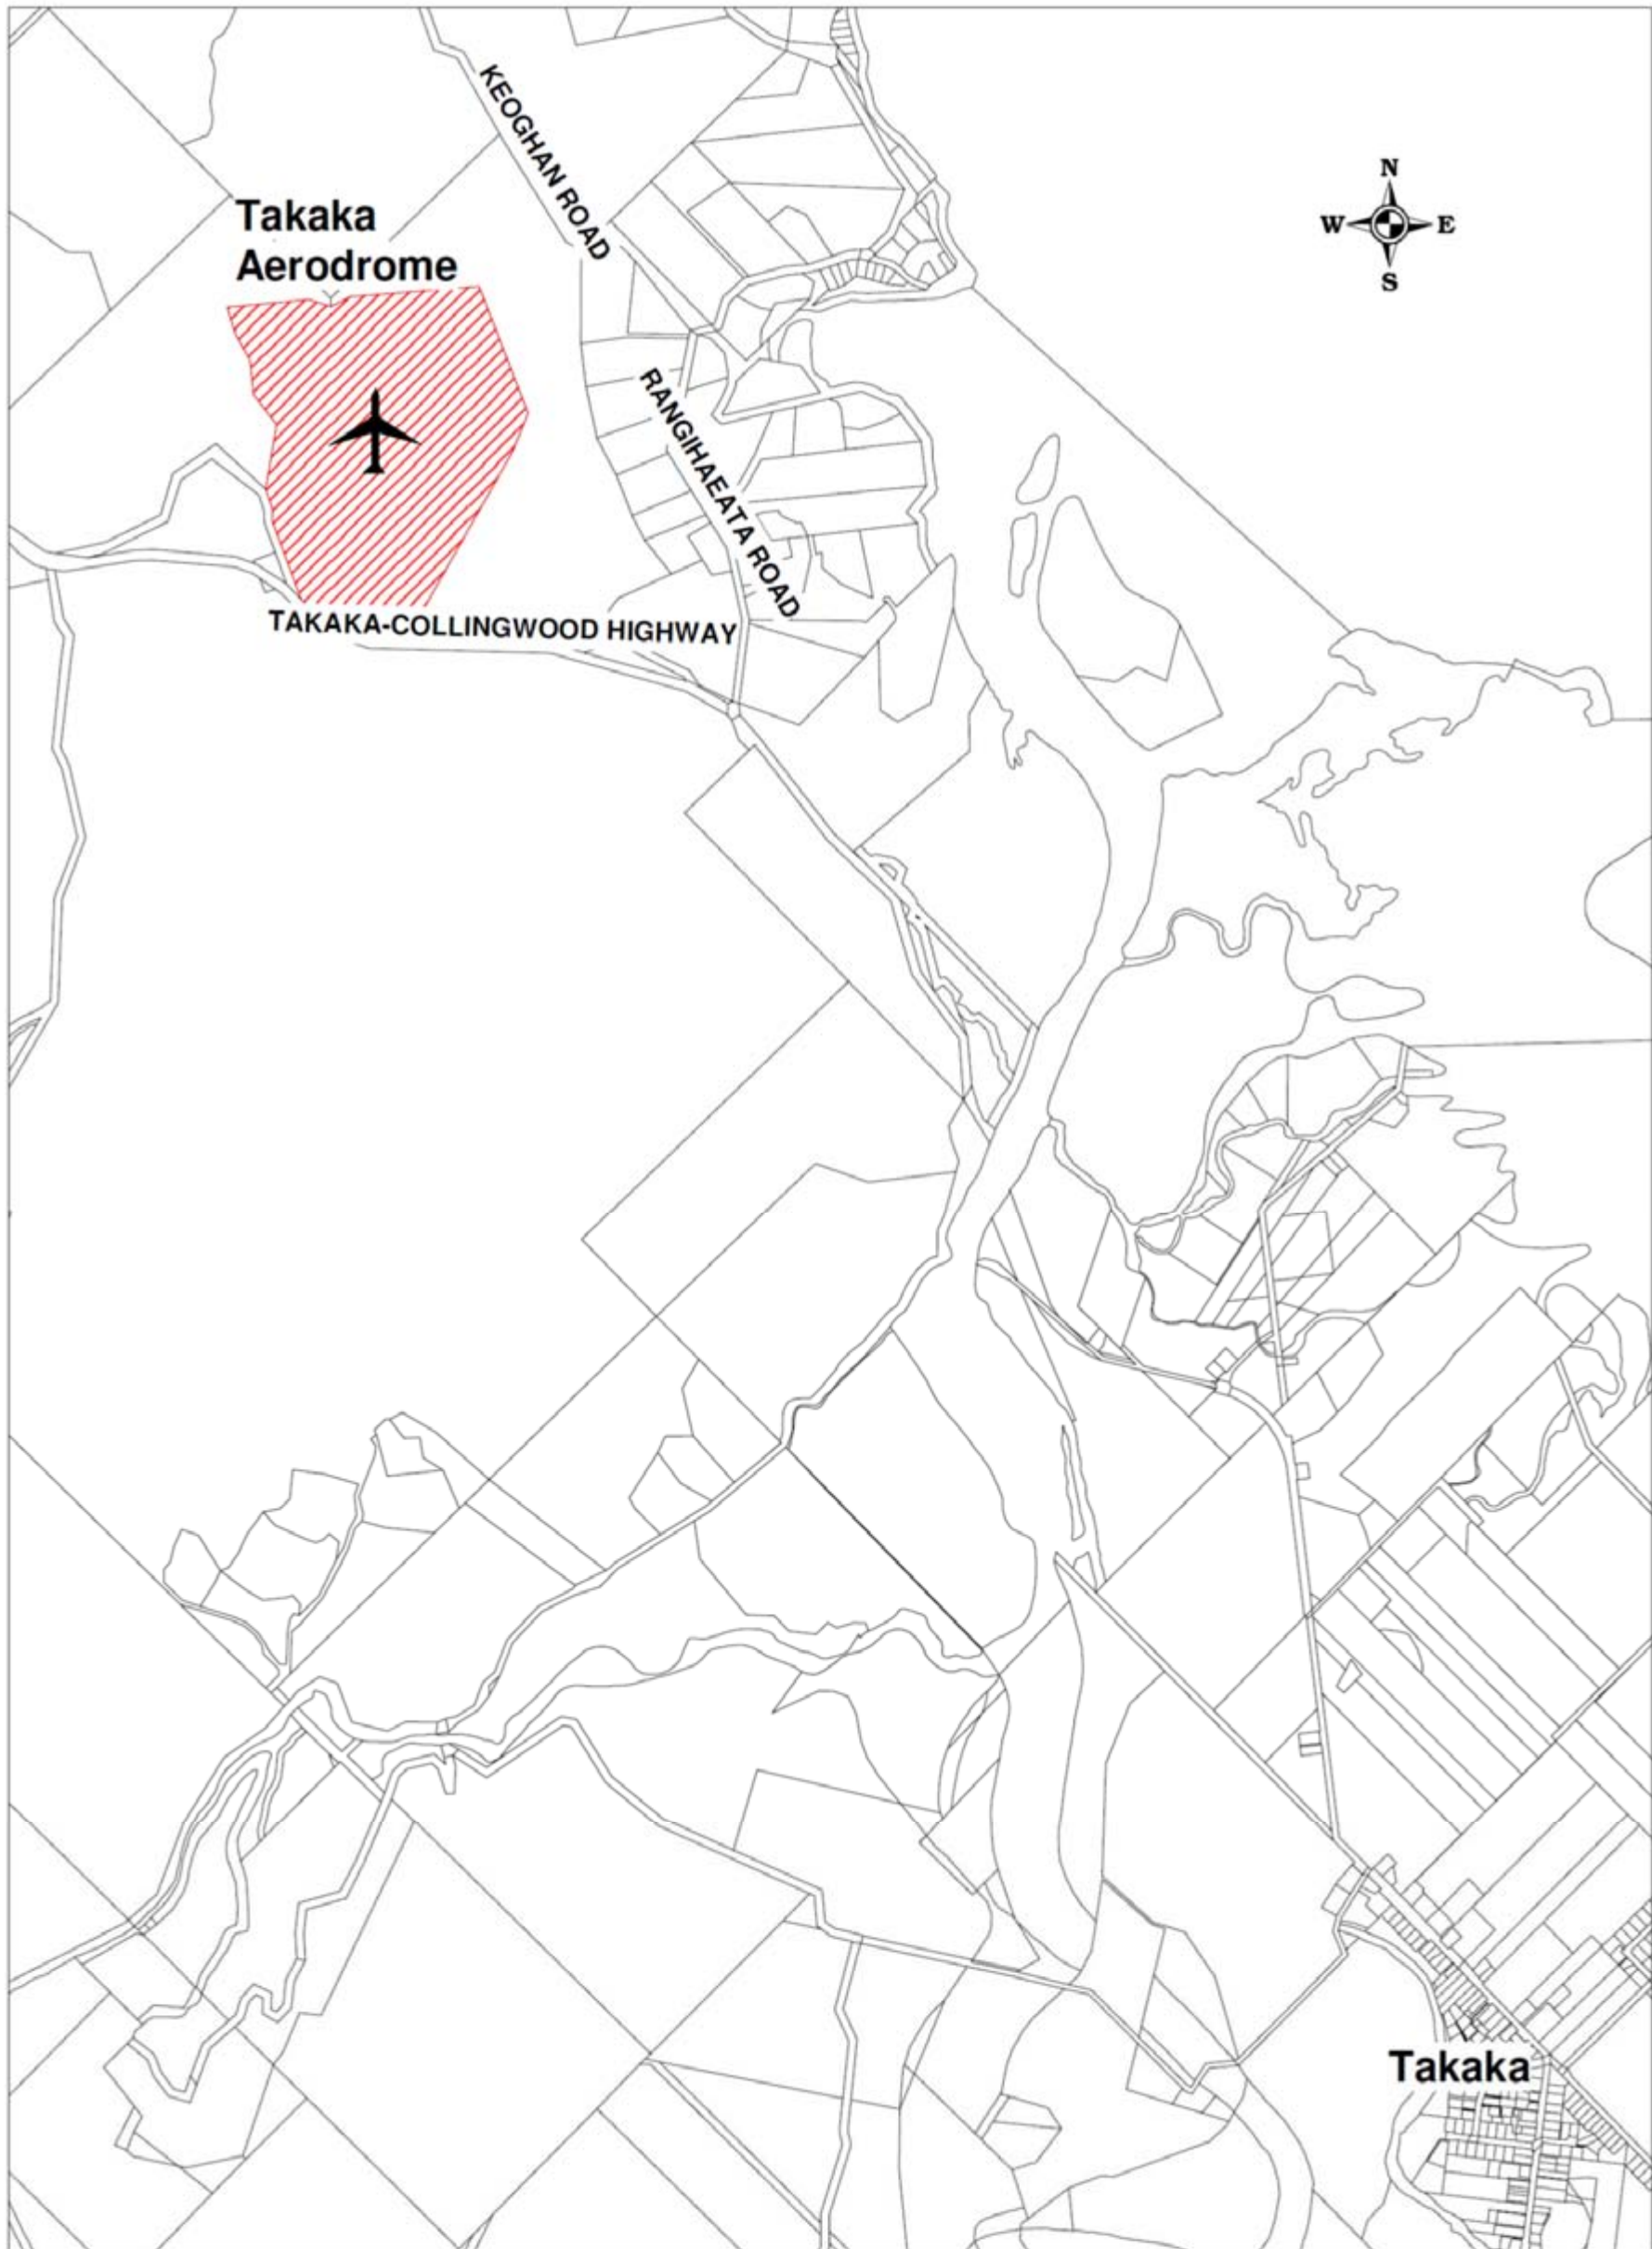 KEOGHAN ROAD
N
W E
S
Takaka
Aerodrome
RANGIHAEATA ROAD
TAKAKA-COLLINGWOOD HIGHWAY
Takaka